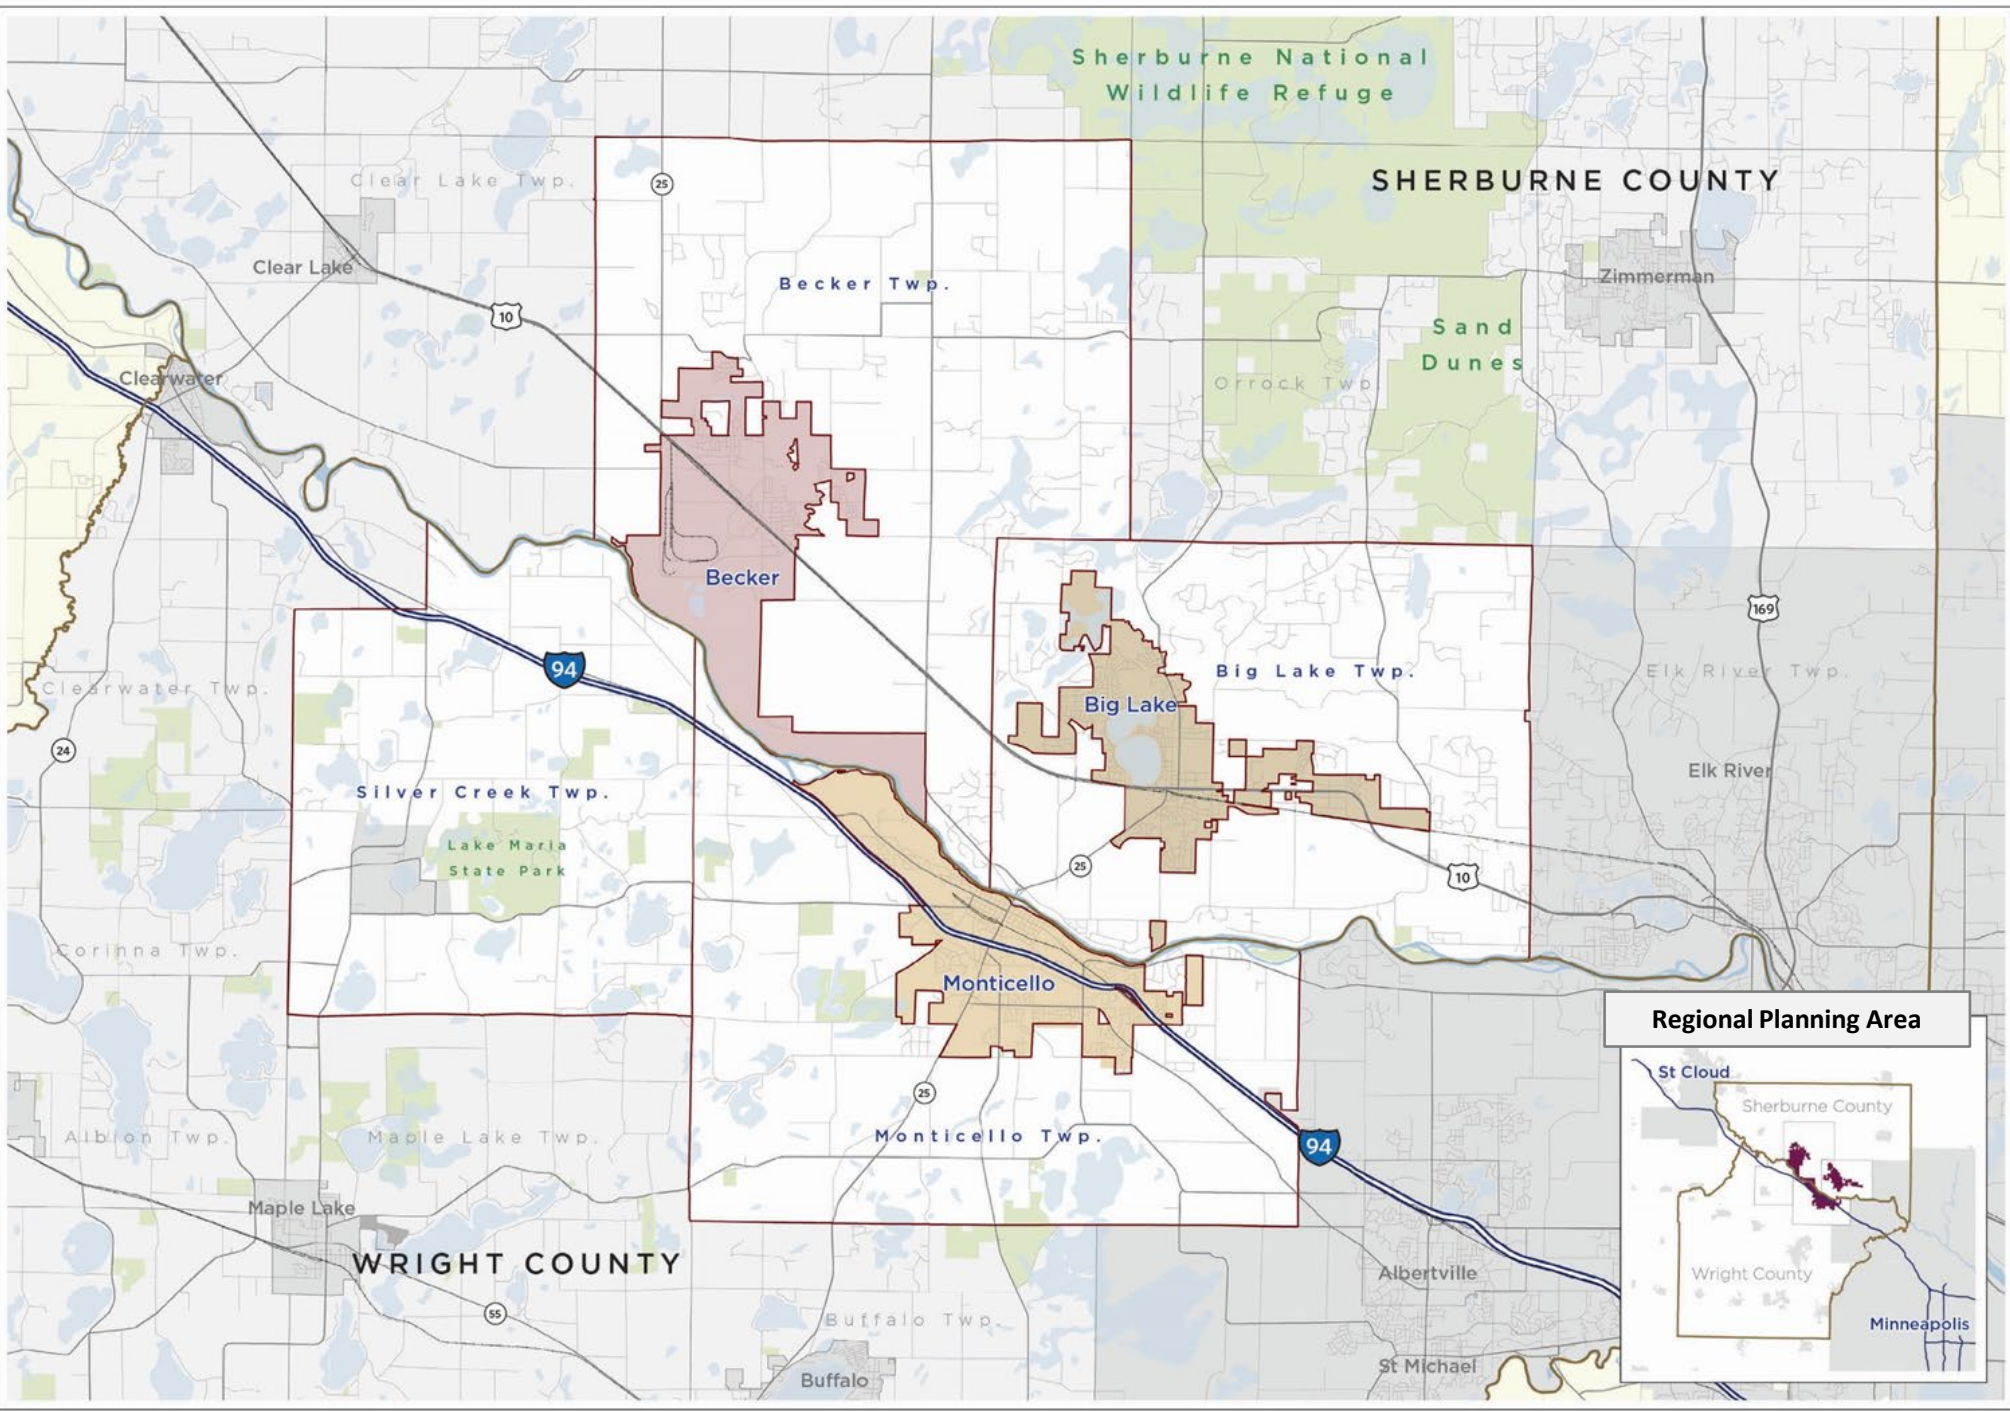 Sherburne National
Wildlife Refuge
SHERBURNE COUNTY
Clear Lake Twp.
25
Clear Lake
10
Becker Twp.
Zimmerman
Sand
Dunes
Orrock Twp.
Clearwater
Becker
169
94
Big Lake Twp.
Elk River Twp.
Clearwater Twp.
Big Lake
24
Elk River
Silver Creek Twp.
Lake Maria
State Park
25
10
Corinna Twp.
Monticello
Regional Planning Area
St Cloud
Sherburne County
Wright County
Minneapolis
25
Albion Twp.
Maple Lake Twp.
Monticello Twp.
94
Maple Lake
WRIGHT COUNTY
Albertville
55
Buffalo Twp.
St Michael
Buffalo